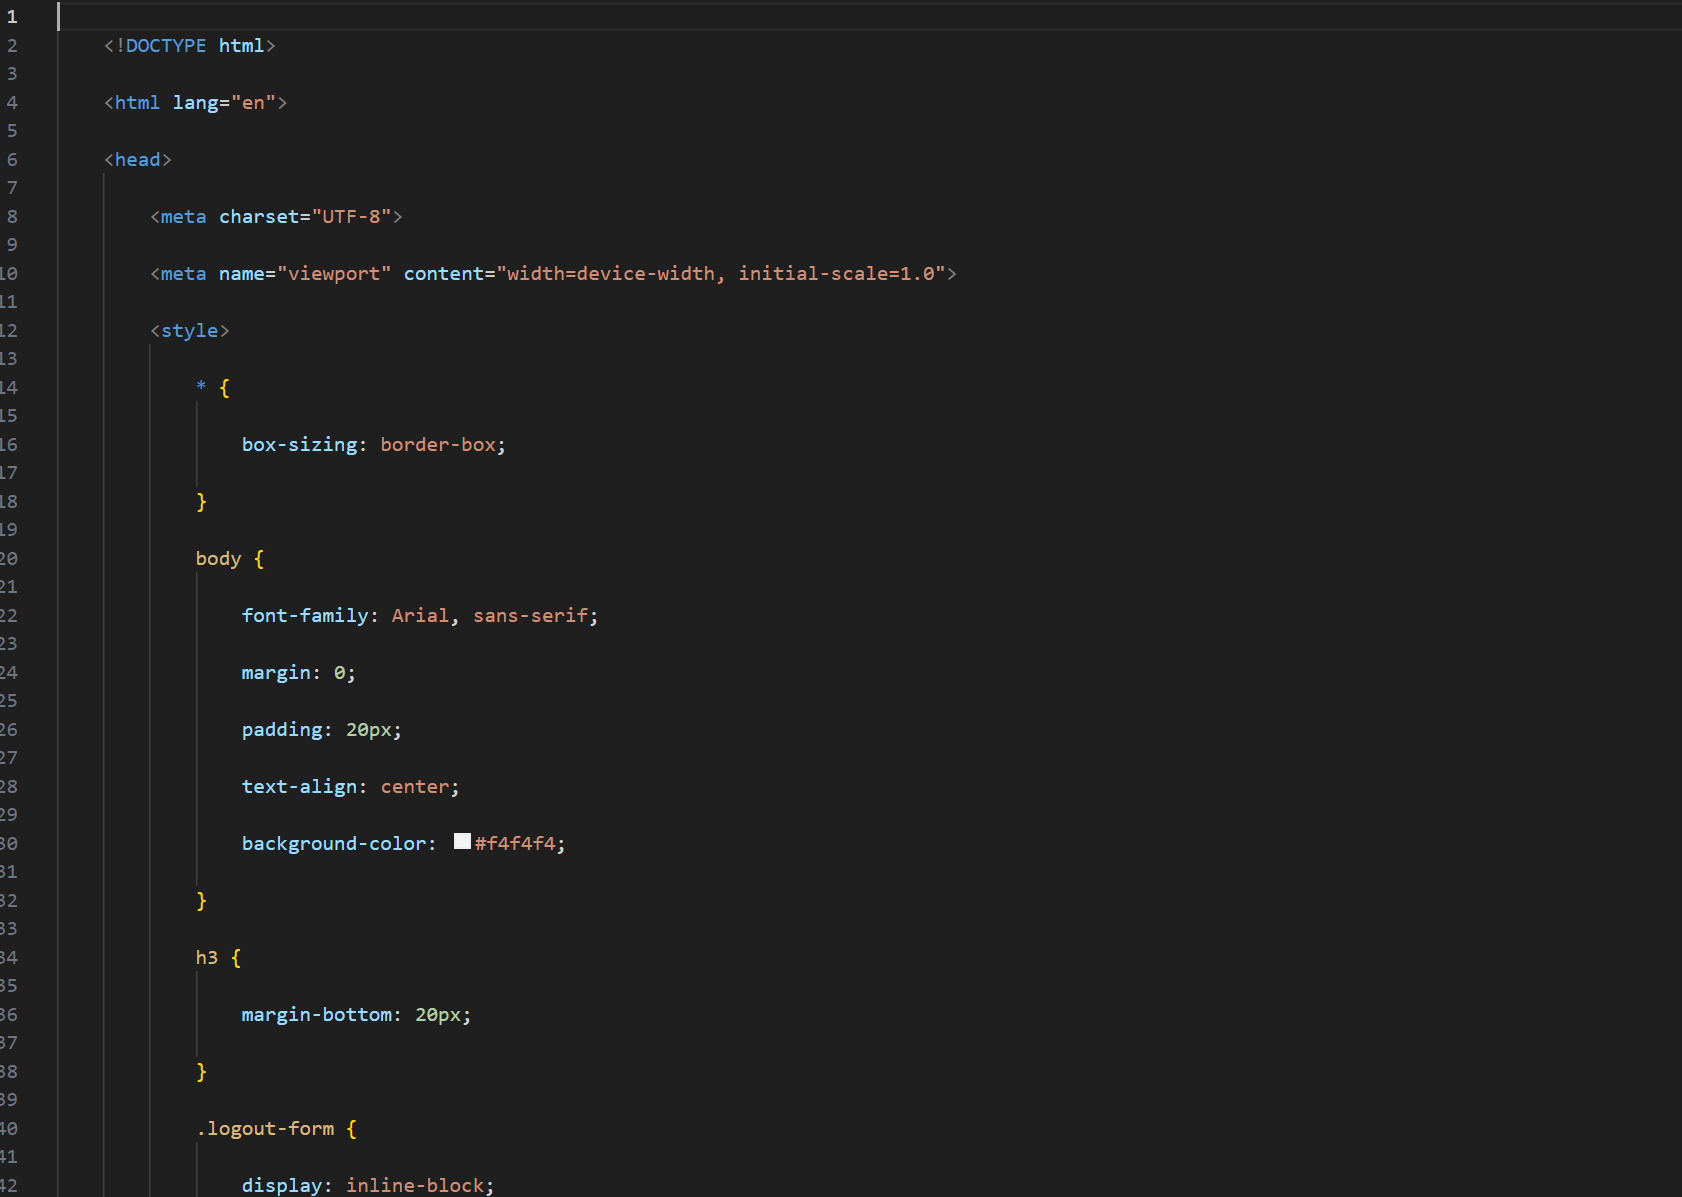 1
2 <!DOCTYPE html>
3
4 <html lang="en">
5
6 <head>
7
8 <meta charset="UTF-8">
9
10 <meta name="viewport" content="width=device-width, initial-scale=1.0">
11
12 <style>
13
14 * {
15
16 box-sizing: border-box;
17
18 }
19
20 body {
21
22 font-family: Arial, sans-serif;
23
24 margin: 0;
25
26 padding: 20px;
27
28 text-align: center;
29
30 background-color: #f4f4f4;
31
32 }
33
34 h3 {
35
36 margin-bottom: 20px;
37
38 }
39
40 .logout-form {
41
42 display: inline-block;